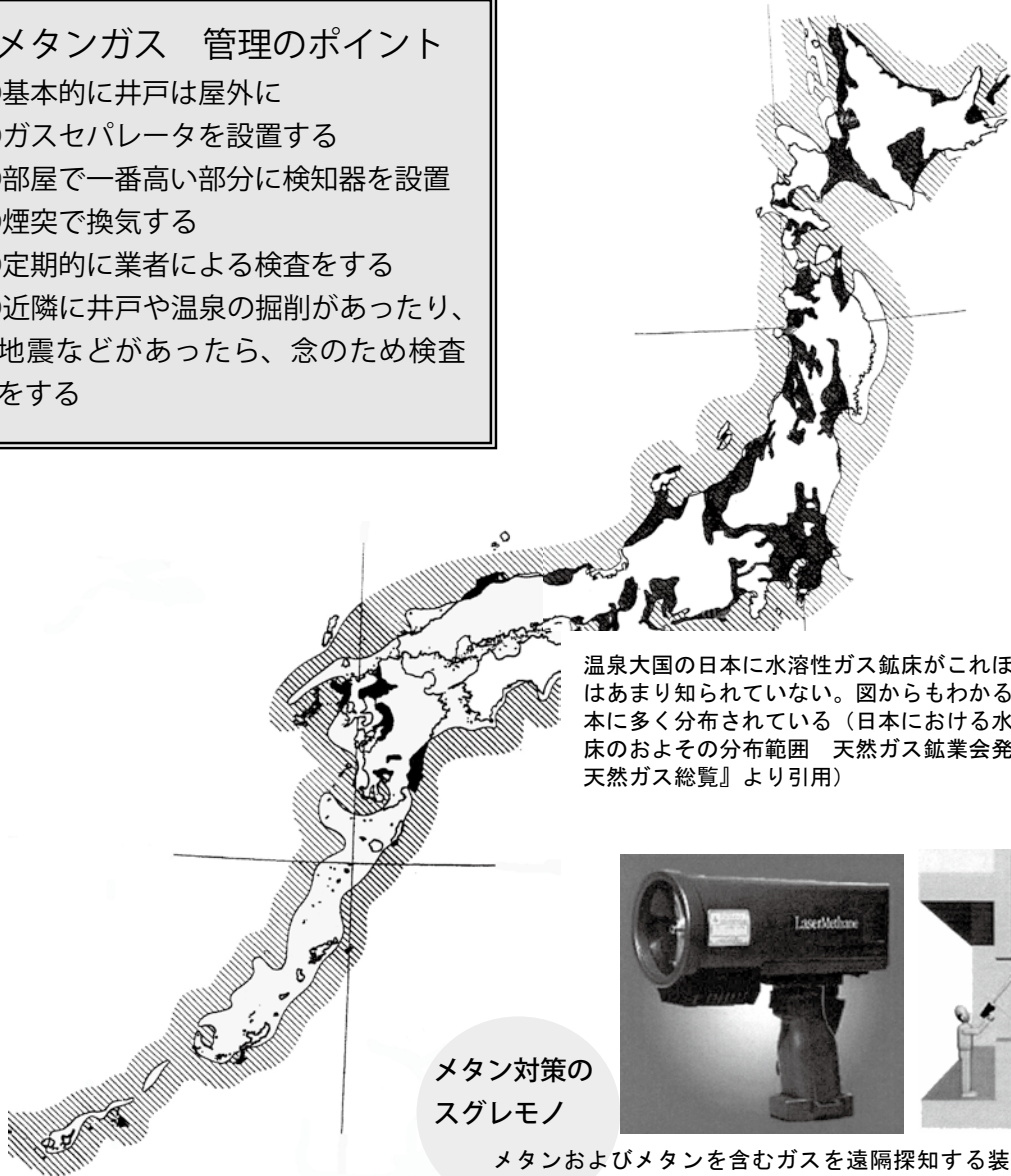 メタンガス　管理のポイント
基本的に井戸は屋外に
ガスセパレータを設置する
部屋で一番高い部分に検知器を設置
煙突で換気する
定期的に業者による検査をする
近隣に井戸や温泉の掘削があったり、
地震などがあったら、念のため検査
をする
温泉大国の日本に水溶性ガス鉱床がこれほ
はあまり知られていない。図からもわかる
本に多く分布されている（日本における水
床のおよその分布範囲　天然ガス鉱業会発
天然ガス総覧』より引用）
LaserMethane
メタン対策の
スグレモノ
メタンおよびメタンを含むガスを遠隔探知する装